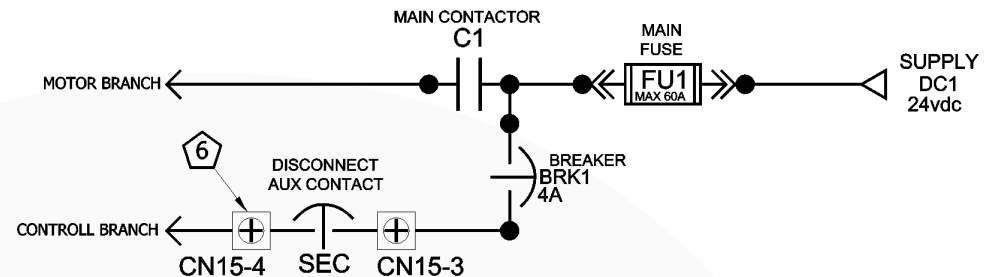 MAIN CONTACTOR
C1
MAIN
FUSE
FU1
MAX 60A
SUPPLY
DC1
24vdc
MOTOR BRANCH
6
DISCONNECT
AUX CONTACT
BREAKER
BRK1
4A
CONTROLL BRANCH
CN15-4
SEC
CN15-3